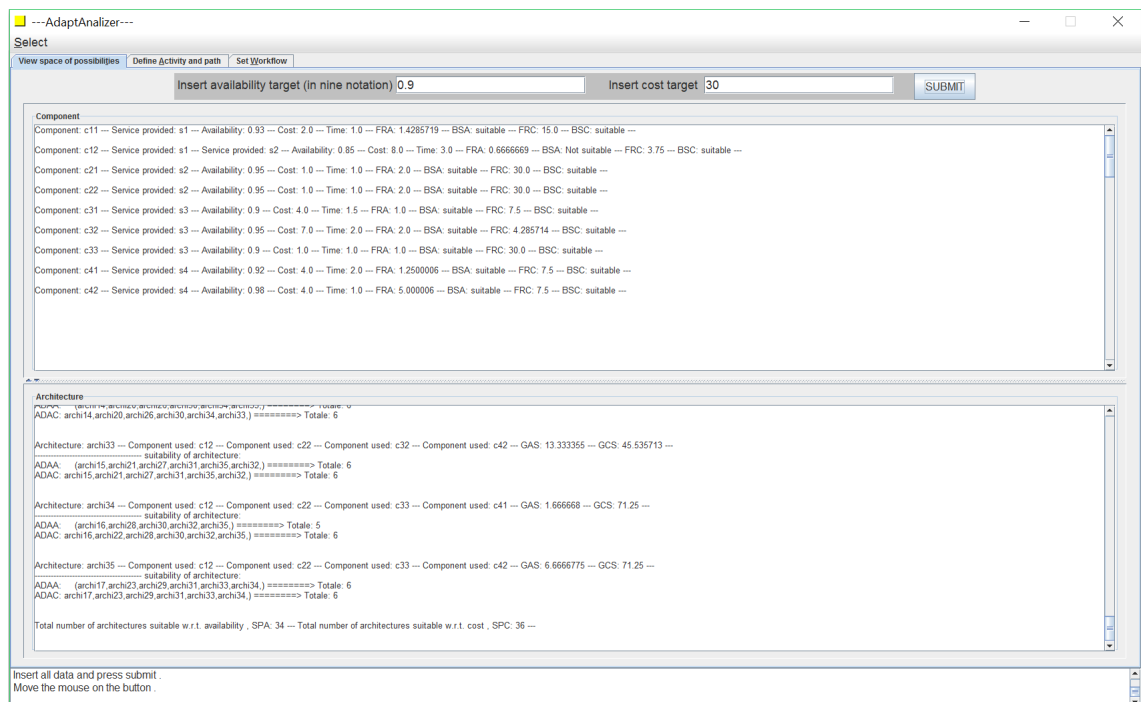 ---AdaptAnalizer---
Select
View space of possibilities Define Activity and path Set Workflow
Insert availability target (in nine notation) 0.9 Insert cost target 30 SUBMIT
Component
Component: c11 --- Service provided: s1 --- Availability: 0.93 --- Cost: 2.0 --- Time: 1.0 --- FRA: 1.4285719 --- BSA: suitable --- FRC: 15.0 --- BSC: suitable ---
Component: c12 --- Service provided: s1 --- Service provided: s2 --- Availability: 0.85 --- Cost: 8.0 --- Time: 3.0 --- FRA: 0.6666669 --- BSA: Not suitable --- FRC: 3.75 --- BSC: suitable ---
Component: c21 --- Service provided: s2 --- Availability: 0.95 --- Cost: 1.0 --- Time: 1.0 --- FRA: 2.0 --- BSA: suitable --- FRC: 30.0 --- BSC: suitable ---
Component: c22 --- Service provided: s2 --- Availability: 0.95 --- Cost: 1.0 --- Time: 1.0 --- FRA: 2.0 --- BSA: suitable --- FRC: 30.0 --- BSC: suitable ---
Component: c31 --- Service provided: s3 --- Availability: 0.9 --- Cost: 4.0 --- Time: 1.5 --- FRA: 1.0 --- BSA: suitable --- FRC: 7.5 --- BSC: suitable ---
Component: c32 --- Service provided: s3 --- Availability: 0.95 --- Cost: 7.0 --- Time: 2.0 --- FRA: 2.0 --- BSA: suitable --- FRC: 4.285714 --- BSC: suitable ---
Component: c33 --- Service provided: s3 --- Availability: 0.9 --- Cost: 1.0 --- Time: 1.0 --- FRA: 1.0 --- BSA: suitable --- FRC: 30.0 --- BSC: suitable ---
Component: c41 --- Service provided: s4 --- Availability: 0.92 --- Cost: 4.0 --- Time: 2.0 --- FRA: 1.2500006 --- BSA: suitable --- FRC: 7.5 --- BSC: suitable ---
Component: c42 --- Service provided: s4 --- Availability: 0.98 --- Cost: 4.0 --- Time: 1.0 --- FRA: 5.000006 --- BSA: suitable --- FRC: 7.5 --- BSC: suitable ---
Architecture
ADAA: (archi14,archi20,archi26,archi30,archi34,archi33,) ========> Totale: 6
ADAC: archi14,archi20,archi26,archi30,archi34,archi33,) ========> Totale: 6
Architecture: archi33 --- Component used: c12 --- Component used: c22 --- Component used: c32 --- Component used: c42 --- GAS: 13.333355 --- GCS: 45.535713 ---
------------------------------------ suitability of architecture:
ADAA: (archi15,archi21,archi27,archi31,archi35,archi32,) ========> Totale: 6
ADAC: archi15,archi21,archi27,archi31,archi35,archi32,) ========> Totale: 6
Architecture: archi34 --- Component used: c12 --- Component used: c22 --- Component used: c33 --- Component used: c41 --- GAS: 1.666668 --- GCS: 71.25 ---
------------------------------------ suitability of architecture:
ADAA: (archi16,archi28,archi30,archi32,archi35,) ========> Totale: 5
ADAC: archi16,archi22,archi28,archi30,archi32,archi35,) ========> Totale: 6
Architecture: archi35 --- Component used: c12 --- Component used: c22 --- Component used: c33 --- Component used: c42 --- GAS: 6.6666775 --- GCS: 71.25 ---
------------------------------------ suitability of architecture:
ADAA: (archi17,archi23,archi29,archi31,archi33,archi34,) ========> Totale: 6
ADAC: archi17,archi23,archi29,archi31,archi33,archi34,) ========> Totale: 6
Total number of architectures suitable w.r.t. availability , SPA: 34 --- Total number of architectures suitable w.r.t. cost , SPC: 36 ---
Insert all data and press submit .
Move the mouse on the button .